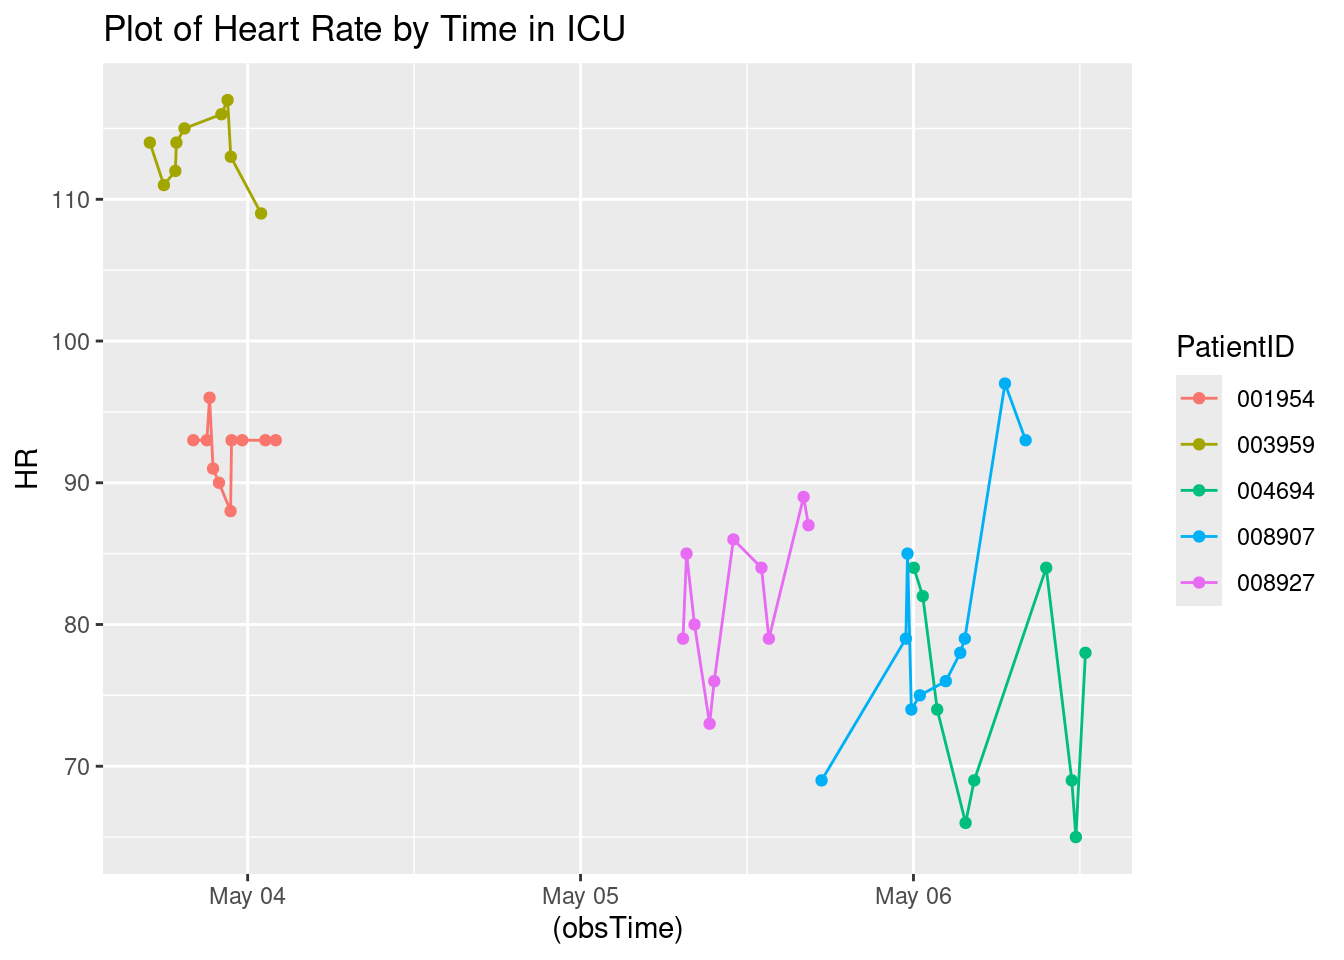 Plot of Heart Rate by Time in ICU
HR
110
100
90
80
70
May 04
May 05
May 06
(obsTime)
PatientID
001954
003959
004694
008907
008927